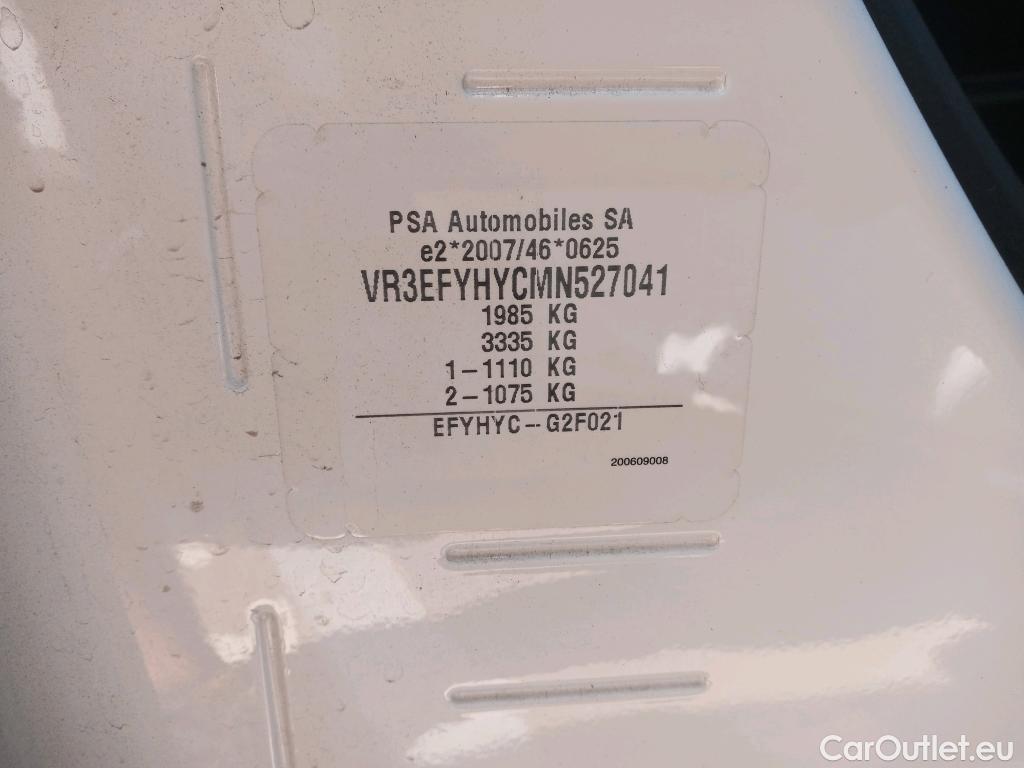 PSA Automobiles SA
e2*2007/46*0625
VR3EFYHYCMN527041
1985 KG
3335 KG
1-1110 KG
2-1075 KG
EFYHYC--G2F021
200609008
CarOutlet.eu